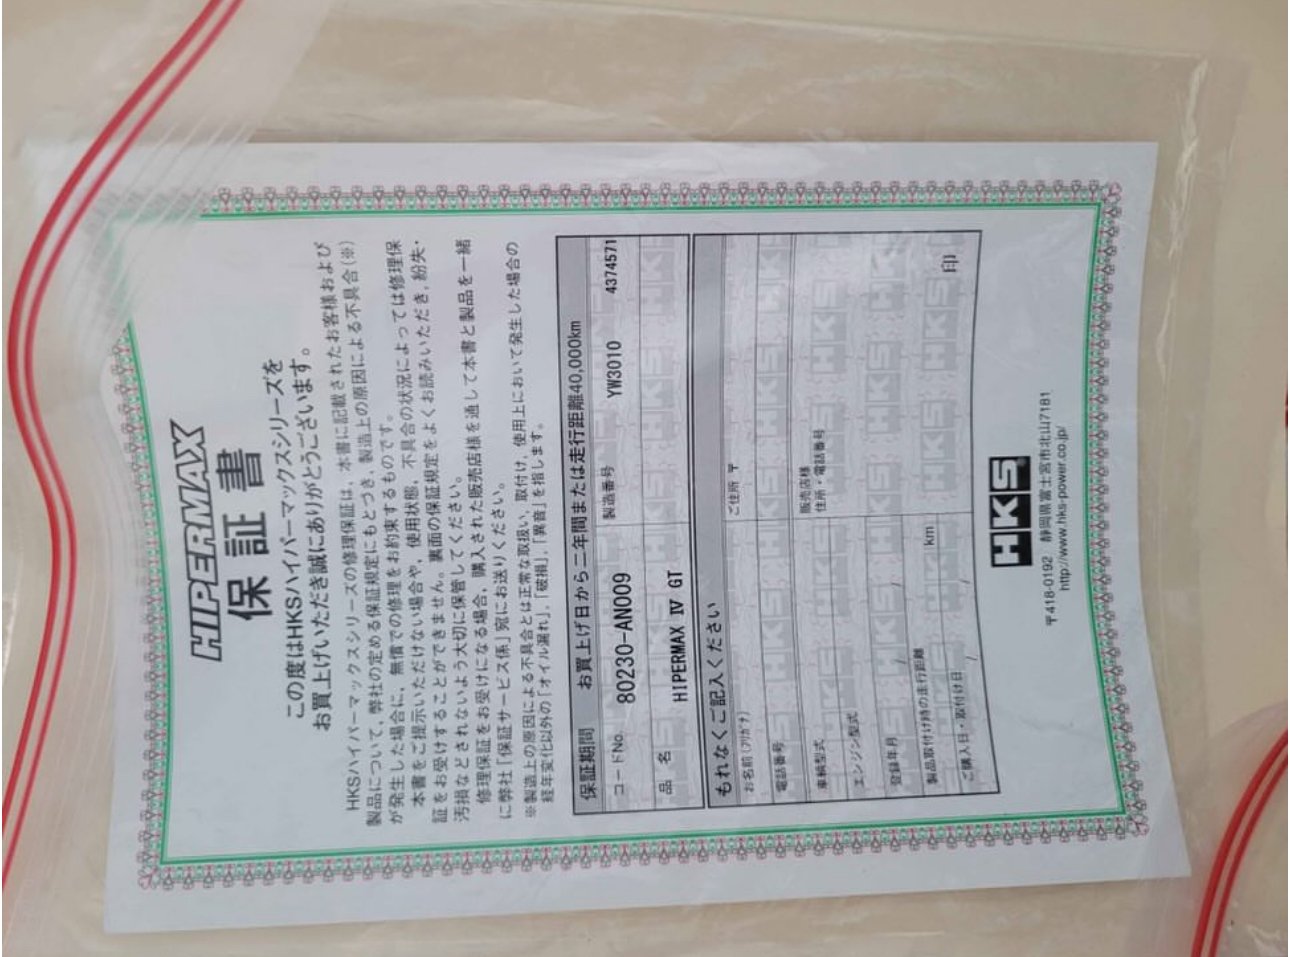 HIPERMAX
保証書
この度はHKSハイパーマックスシリーズを
お買上げいただき誠にありがとうございます。
HKSハイパーマックスシリーズの修理保証は、本書に記載されたお客様および
製品について、弊社の定める保証規定にもとづき、製造上の原因による不具合(※)
が発生した場合に、無償での修理をお約束するものです。
本書をご提示いただけない場合や、使用状態、不具合の状況によっては修理保
証をお受けすることができません。裏面の保証規定をよくお読みいただき、紛失・
汚損などされないよう大切に保管してください。
修理保証をお受けになる場合、購入された販売店様を通して本書と製品を一緒
に弊社「保証サービス係」宛にお送りください。
※製造上の原因による不具合とは正常な取扱い、取付け、使用上において発生した場合の
経年変化以外の「オイル漏れ」、「破損」、「異音」を指します。
保証期間 お買上げ日から二年間または走行距離40,000km
コードNo. 80230-AN009 製造番号 YW3010 4374571
品名 HIPERMAX Ⅳ GT
もれなくご記入ください
お名前(フリガナ) ご住所 〒
電話番号
車輌型式 販売店様
住所・電話番号
エンジン型式
登録年月 /
製品取付け時の走行距離 km
ご購入日・取付け日 / / 印
HKS
〒418-0192 静岡県富士宮市北山7181
http://www.hks-power.co.jp/